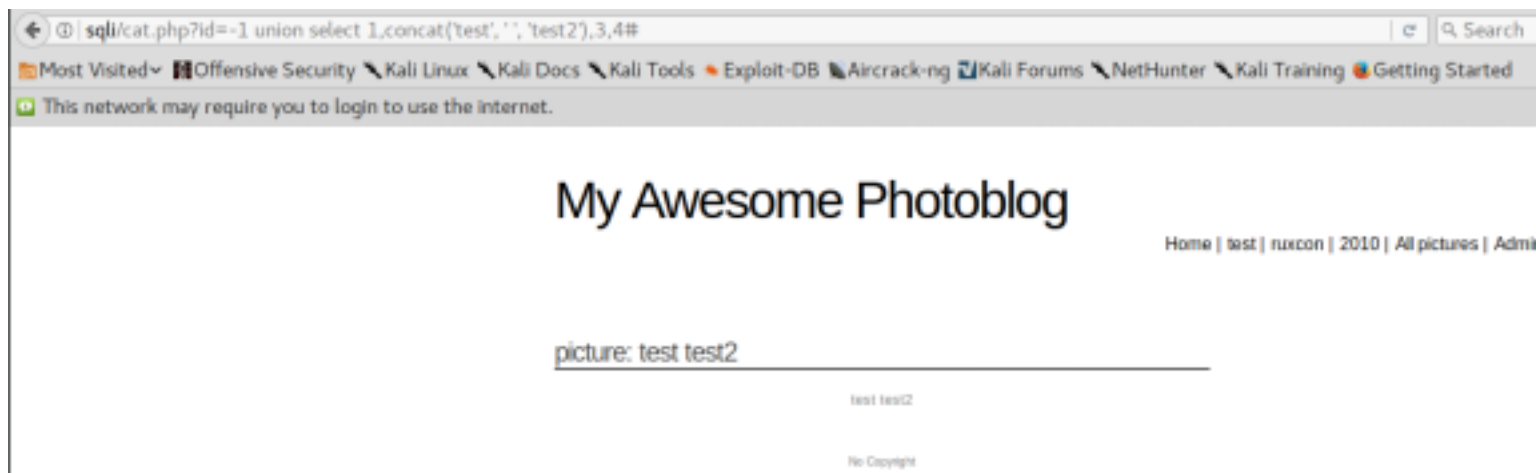 sqli/cat.php?id=-1 union select 1,concat('test', ' ', 'test2'),3,4#
Search
Most Visited Offensive Security Kali Linux Kali Docs Kali Tools Exploit-DB Aircrack-ng Kali Forums NetHunter Kali Training Getting Started
This network may require you to login to use the internet.
My Awesome Photoblog
Home | test | ruxcon | 2010 | All pictures | Admi
picture: test test2
test test2
No Copyright